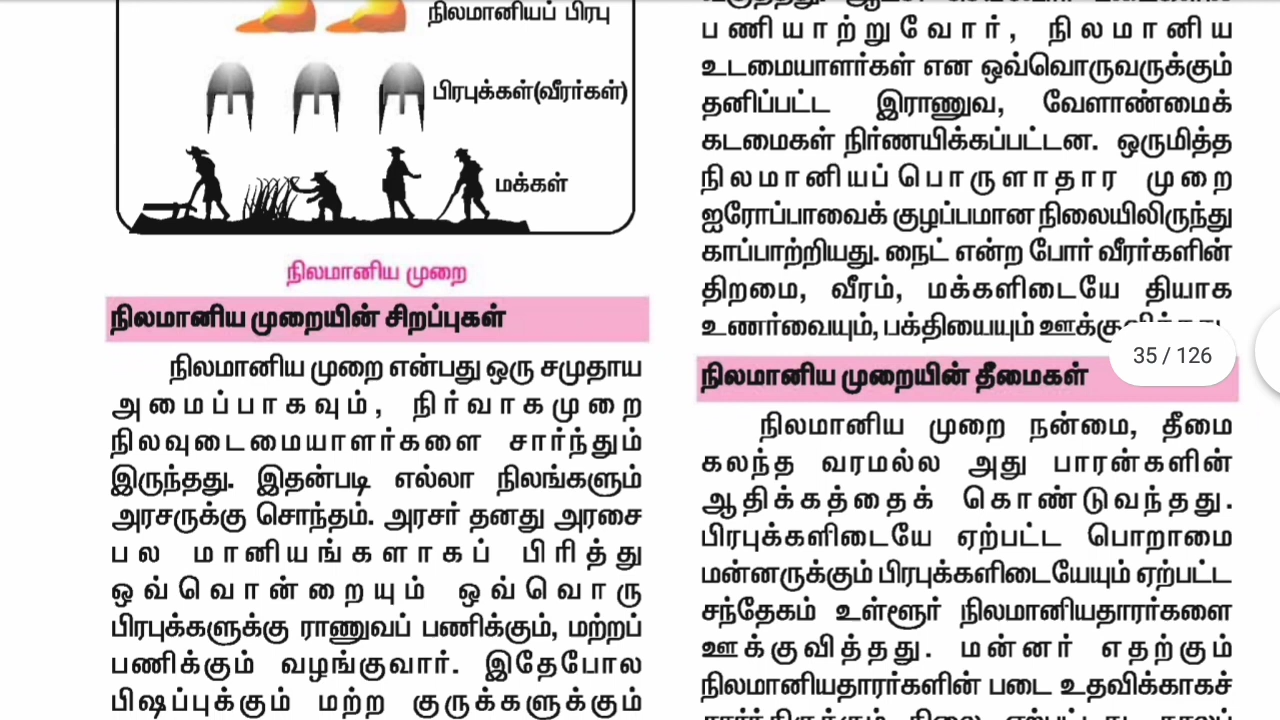 நிலமானியப் பிரபு
பிரபுக்கள்(வீரர்கள்)
மக்கள்
நிலமானிய முறை
நிலமானிய முறையின் சிறப்புகள்
நிலமானிய முறை என்பது ஒரு சமுதாய
அமைப்பாகவும், நிர்வாகமுறை
நிலவுடைமையாளர்களை சார்ந்தும்
இருந்தது. இதன்படி எல்லா நிலங்களும்
அரசருக்கு சொந்தம். அரசர் தனது அரசை
பல மானியங்களாகப் பிரித்து
ஒவ்வொன்றையும் ஒவ்வொரு
பிரபுக்களுக்கு ராணுவப் பணிக்கும், மற்றப்
பணிக்கும் வழங்குவார். இதேபோல
பிஷப்புக்கும் மற்ற குருக்களுக்கும்
பணியாற்றுவோர், நிலமானிய
உடமையாளர்கள் என ஒவ்வொருவருக்கும்
தனிப்பட்ட இராணுவ, வேளாண்மைக்
கடமைகள் நிர்ணயிக்கப்பட்டன. ஒருமித்த
நிலமானியப்பொருளாதார முறை
ஐரோப்பாவைக் குழப்பமான நிலையிலிருந்து
காப்பாற்றியது. நைட் என்ற போர் வீரர்களின்
திறமை, வீரம், மக்களிடையே தியாக
உணர்வையும், பக்தியையும்
35 / 126
நிலமானிய முறையின் தீமைகள்
நிலமானிய முறை நன்மை, தீமை
கலந்த வரமல்ல அது பாரன்களின்
ஆதிக்கத்தைக் கொண்டுவந்தது.
பிரபுக்களிடையே ஏற்பட்ட பொறாமை
மன்னருக்கும் பிரபுக்களிடையேயும் ஏற்பட்ட
சந்தேகம் உள்ளூர் நிலமானியதாரர்களை
ஊக்குவித்தது. மன்னர் எதற்கும்
நிலமானியதாரர்களின் படை உதவிக்காகச்